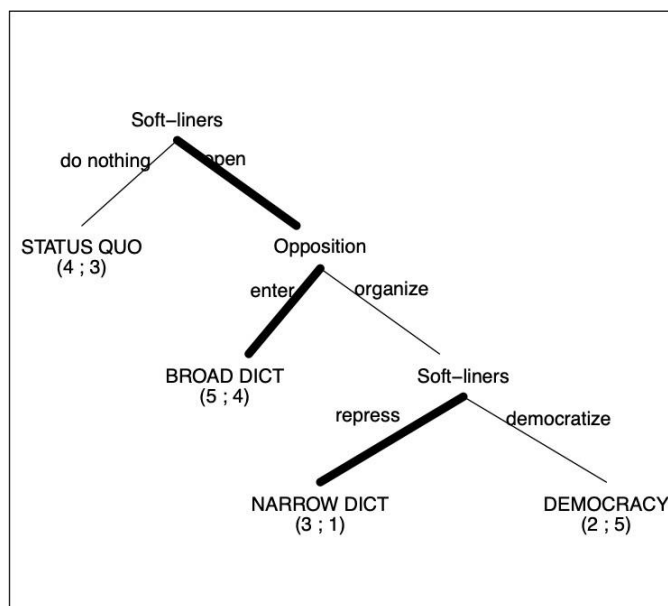 Soft-liners
do nothing
open
STATUS QUO
(4 ; 3)
Opposition
enter
organize
BROAD DICT
(5 ; 4)
Soft-liners
repress
democratize
NARROW DICT
(3 ; 1)
DEMOCRACY
(2 ; 5)